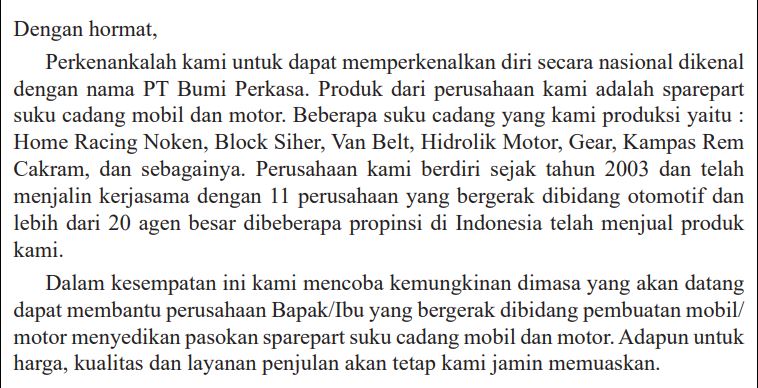 Dengan hormat,
Perkenankalah kami untuk dapat memperkenalkan diri secara nasional dikenal
dengan nama PT Bumi Perkasa. Produk dari perusahaan kami adalah sparepart
suku cadang mobil dan motor. Beberapa suku cadang yang kami produksi yaitu :
Home Racing Noken, Block Siher, Van Belt, Hidrolik Motor, Gear, Kampas Rem
Cakram, dan sebagainya. Perusahaan kami berdiri sejak tahun 2003 dan telah
menjalin kerjasama dengan 11 perusahaan yang bergerak dibidang otomotif dan
lebih dari 20 agen besar dibeberapa propinsi di Indonesia telah menjual produk
kami.
Dalam kesempatan ini kami mencoba kemungkinan dimasa yang akan datang
dapat membantu perusahaan Bapak/Ibu yang bergerak dibidang pembuatan mobil/
motor menyedikan pasokan sparepart suku cadang mobil dan motor. Adapun untuk
harga, kualitas dan layanan penjulan akan tetap kami jamin memuaskan.